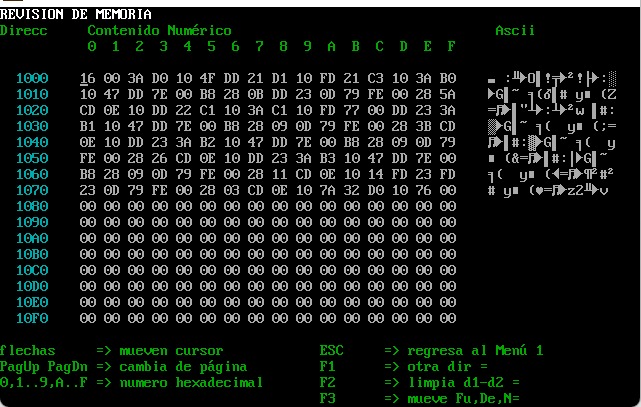 REVISION DE MEMORIA
Direcc Contenido Numérico Ascii
0 1 2 3 4 5 6 7 8 9 A B C D E F
1000 16 00 3A D0 10 4F DD 21 D1 10 FD 21 C3 10 3A B0
1010 10 47 DD 7E 00 B8 28 0B DD 23 0D 79 FE 00 28 5A
1020 CD 0E 10 DD 22 C1 10 3A C1 10 FD 77 00 DD 23 3A
1030 B1 10 47 DD 7E 00 B8 28 09 0D 79 FE 00 28 3B CD
1040 0E 10 DD 23 3A B2 10 47 DD 7E 00 B8 28 09 0D 79
1050 FE 00 28 26 CD 0E 10 DD 23 3A B3 10 47 DD 7E 00
1060 B8 28 09 0D 79 FE 00 28 11 CD 0E 10 14 FD 23 FD
1070 23 0D 79 FE 00 28 03 CD 0E 10 7A 32 D0 10 76 00
1080 00 00 00 00 00 00 00 00 00 00 00 00 00 00 00 00
1090 00 00 00 00 00 00 00 00 00 00 00 00 00 00 00 00
10A0 00 00 00 00 00 00 00 00 00 00 00 00 00 00 00 00
10B0 00 00 00 00 00 00 00 00 00 00 00 00 00 00 00 00
10C0 00 00 00 00 00 00 00 00 00 00 00 00 00 00 00 00
10D0 00 00 00 00 00 00 00 00 00 00 00 00 00 00 00 00
10E0 00 00 00 00 00 00 00 00 00 00 00 00 00 00 00 00
10F0 00 00 00 00 00 00 00 00 00 00 00 00 00 00 00 00
flechas => mueven cursor ESC => regresa al Menú 1
PagUp PagDn => cambia de página F1 => otra dir =
0,1..9,A..F => numero hexadecimal F2 => limpia d1-d2 =
F3 => mueve Fu,De,N=